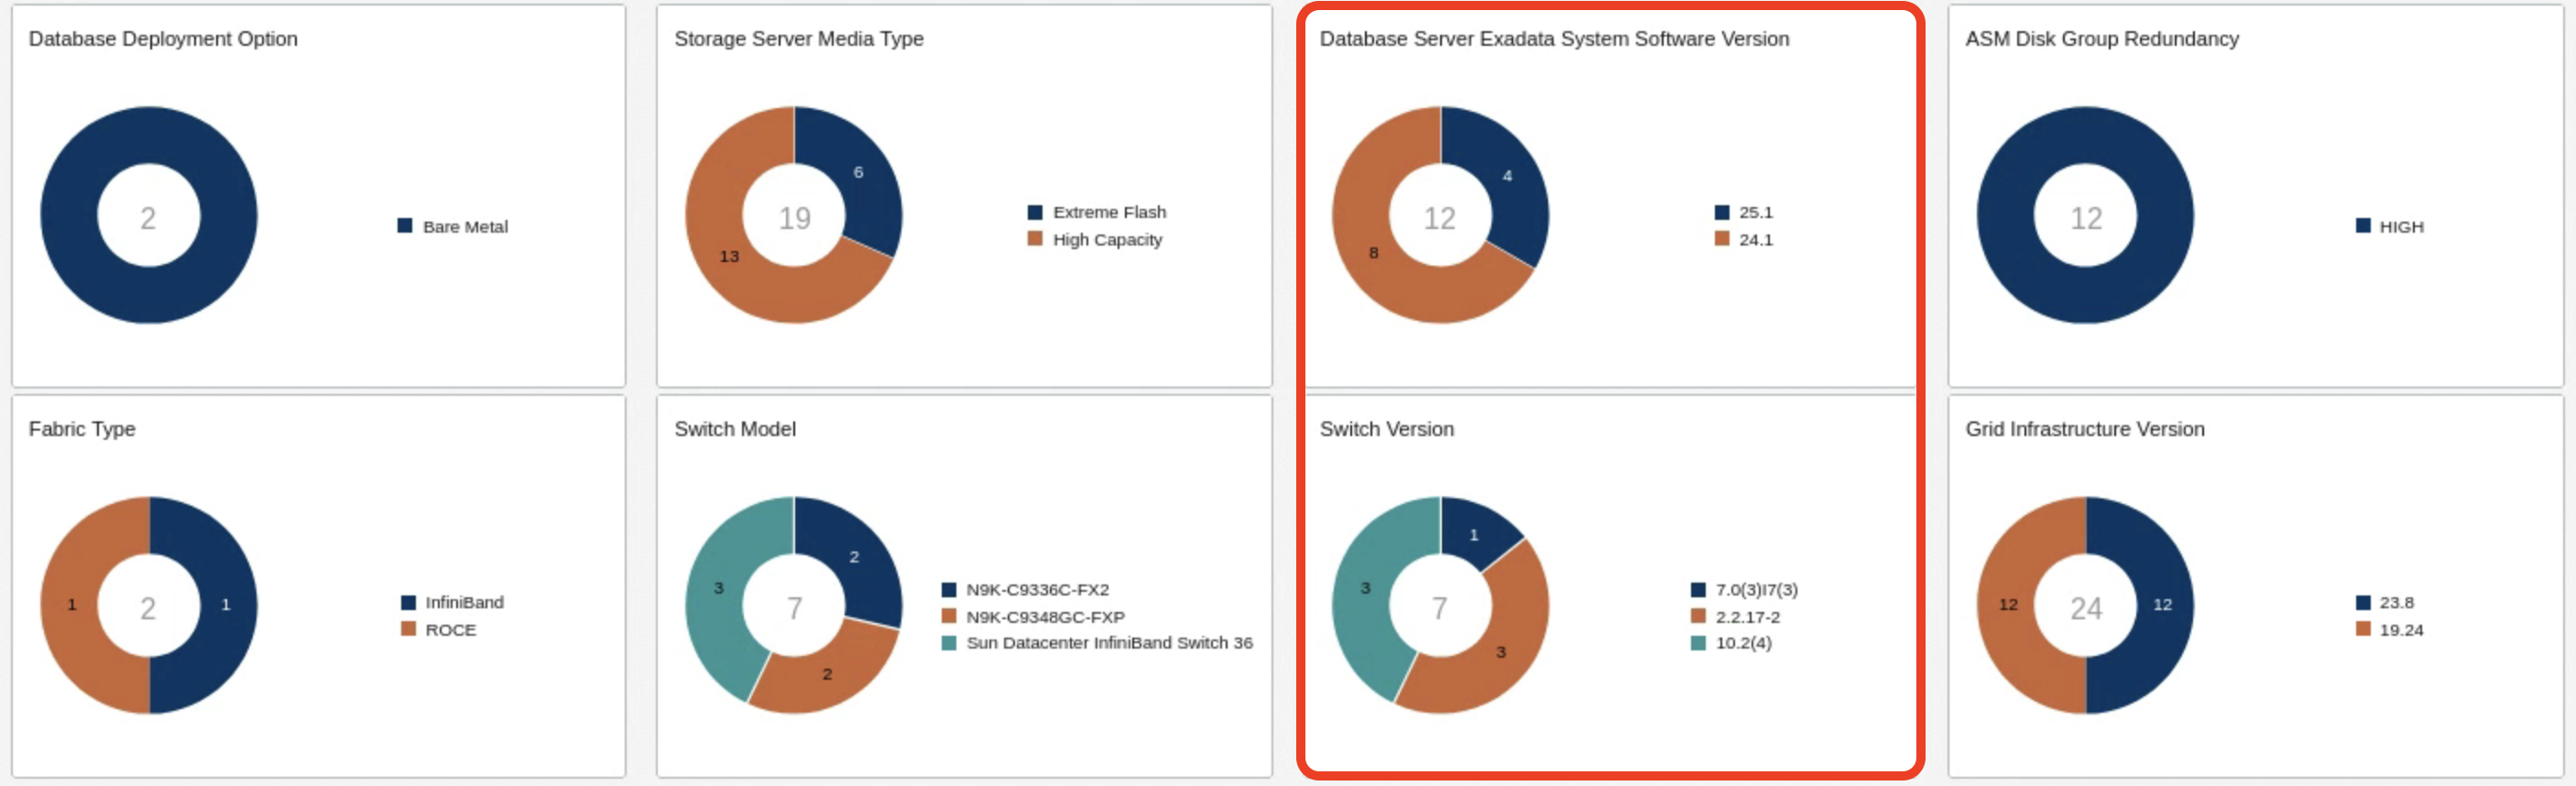 Database Deployment Option
2
Bare Metal
Storage Server Media Type
6
19
13
Extreme Flash
High Capacity
Database Server Exadata System Software Version
4
12
8
25.1
24.1
ASM Disk Group Redundancy
12
HIGH
Fabric Type
1
2
1
InfiniBand
ROCE
Switch Model
2
3
7
2
N9K-C9336C-FX2
N9K-C9348GC-FXP
Sun Datacenter InfiniBand Switch 36
Switch Version
1
3
7
3
7.0(3)I7(3)
2.2.17-2
10.2(4)
Grid Infrastructure Version
12
24
12
23.8
19.24